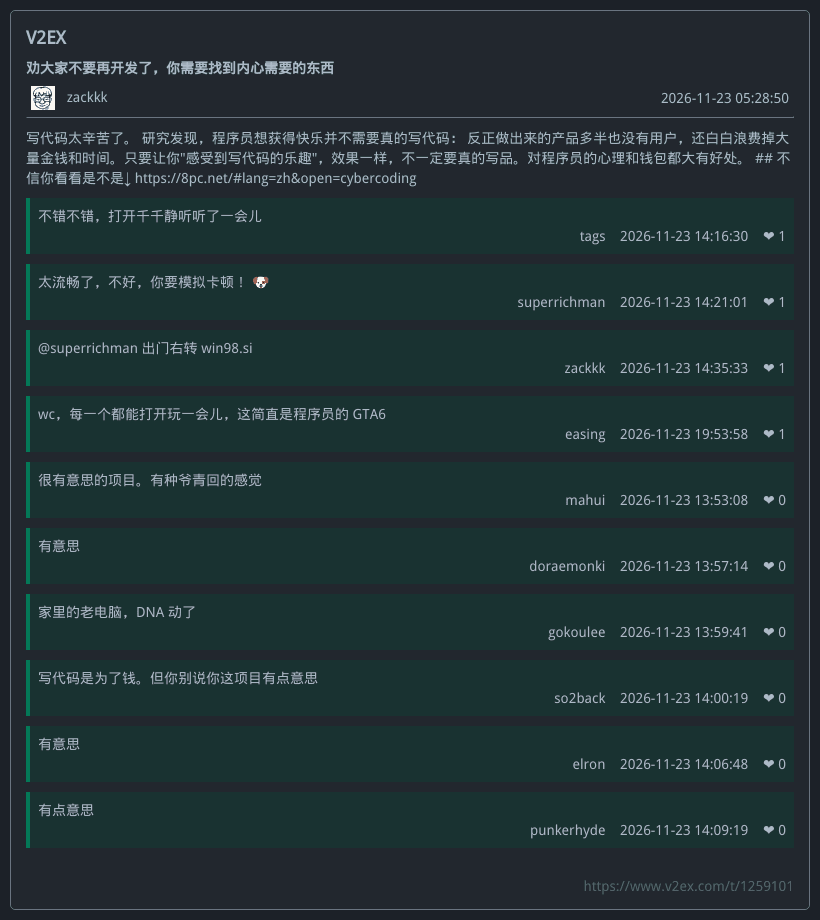 V2EX
劝大家不要再开发了，你需要找到内心需要的东西
zackkk 2026-11-23 05:28:50
写代码太辛苦了。 研究发现，程序员想获得快乐并不需要真的写代码： 反正做出来的产品多半也没有用户，还白白浪费掉大
量金钱和时间。只要让你"感受到写代码的乐趣"，效果一样，不一定要真的写品。对程序员的心理和钱包都大有好处。 ## 不
信你看看是不是↓ https://8pc.net/#lang=zh&open=cybercoding
不错不错，打开千千静听听了一会儿
tags 2026-11-23 14:16:30 ❤ 1
太流畅了，不好，你要模拟卡顿！ 🐶
superrichman 2026-11-23 14:21:01 ❤ 1
@superrichman 出门右转 win98.si
zackkk 2026-11-23 14:35:33 ❤ 1
wc，每一个都能打开玩一会儿，这简直是程序员的 GTA6
easing 2026-11-23 19:53:58 ❤ 1
很有意思的项目。有种爷青回的感觉
mahui 2026-11-23 13:53:08 ❤ 0
有意思
doraemonki 2026-11-23 13:57:14 ❤ 0
家里的老电脑，DNA 动了
gokoulee 2026-11-23 13:59:41 ❤ 0
写代码是为了钱。但你别说你这项目有点意思
so2back 2026-11-23 14:00:19 ❤ 0
有意思
elron 2026-11-23 14:06:48 ❤ 0
有点意思
punkerhyde 2026-11-23 14:09:19 ❤ 0
https://www.v2ex.com/t/1259101